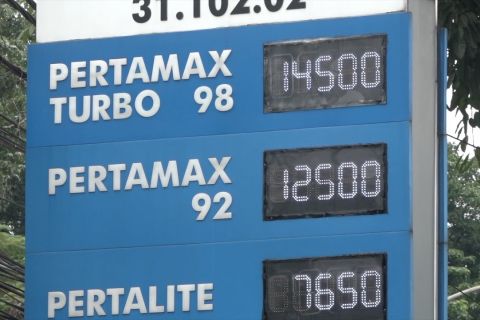 31.102.02
PERTAMAX 14500
TURBO 98
PERTAMAX 12500
92
PERTALITE 7650